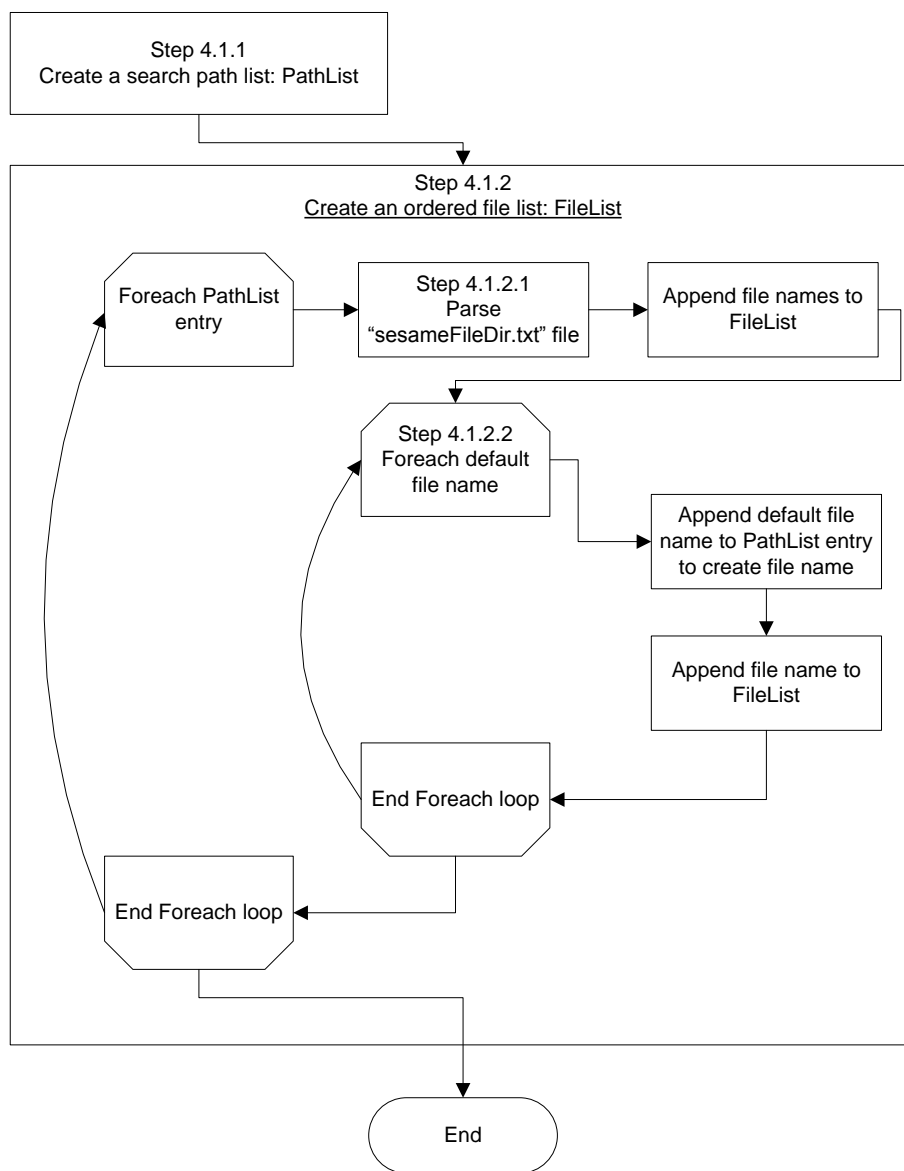 Step 4.1.1
Create a search path list: PathList
Step 4.1.2
Create an ordered file list: FileList
Foreach PathList
entry
Step 4.1.2.1
Parse
“sesameFileDir.txt” file
Append file names to
FileList
Step 4.1.2.2
Foreach default
file name
Append default file
name to PathList entry
to create file name
Append file name to
FileList
End Foreach loop
End Foreach loop
End